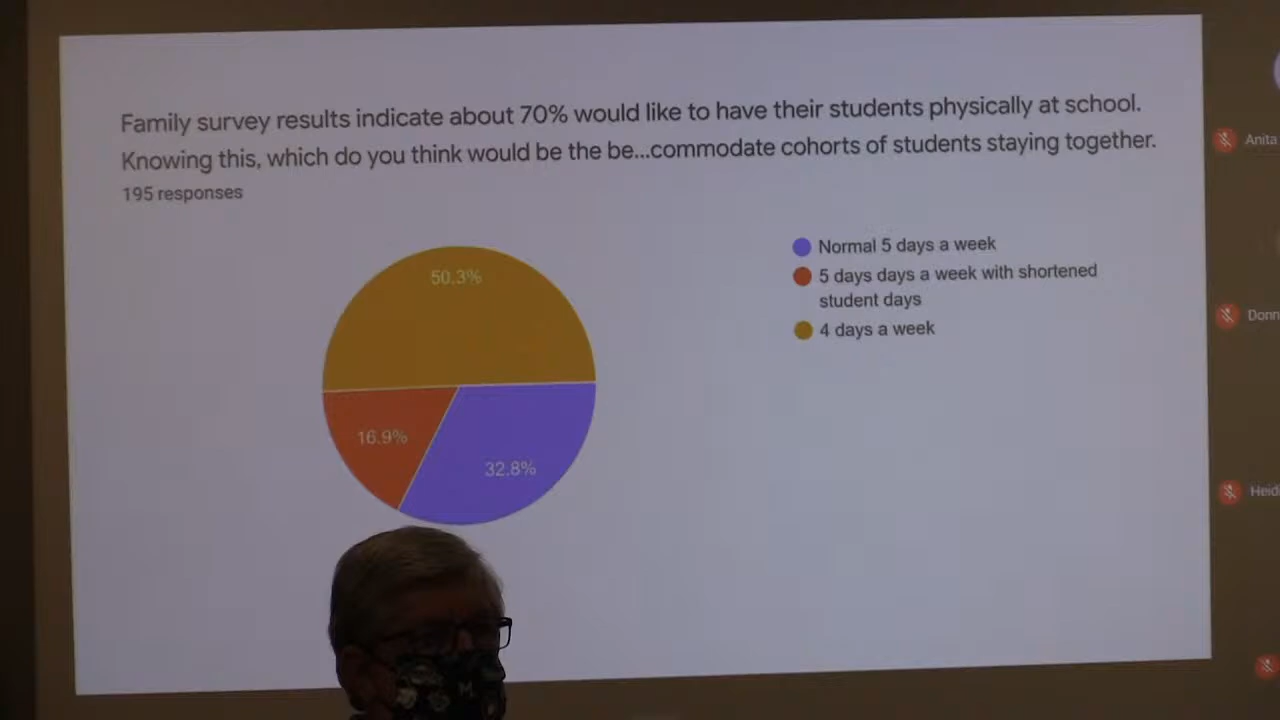 Family survey results indicate about 70% would like to have their students physically at school.
Knowing this, which do you think would be the be...commodate cohorts of students staying together.
195 responses
50.3%
16.9%
32.8%
Normal 5 days a week
5 days days a week with shortened
student days
4 days a week
Anita
Donn
Heid
M